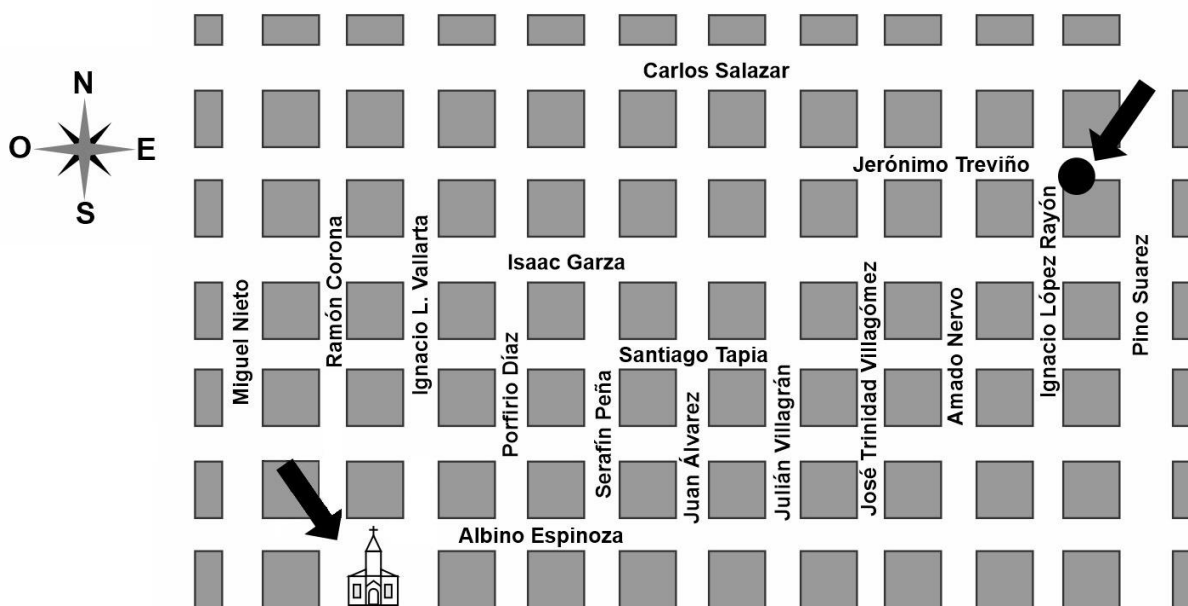 Carlos Salazar
N
O
E
S
Jerónimo Treviño
Isaac Garza
Santiago Tapia
Miguel Nieto
Ramón Corona
Ignacio L. Vallarta
Porfirio Díaz
Serafín Peña
Juan Álvarez
Julián Villagrán
José Trinidad Villagómez
Amado Nervo
Ignacio López Rayón
Pino Suarez
Albino Espinoza